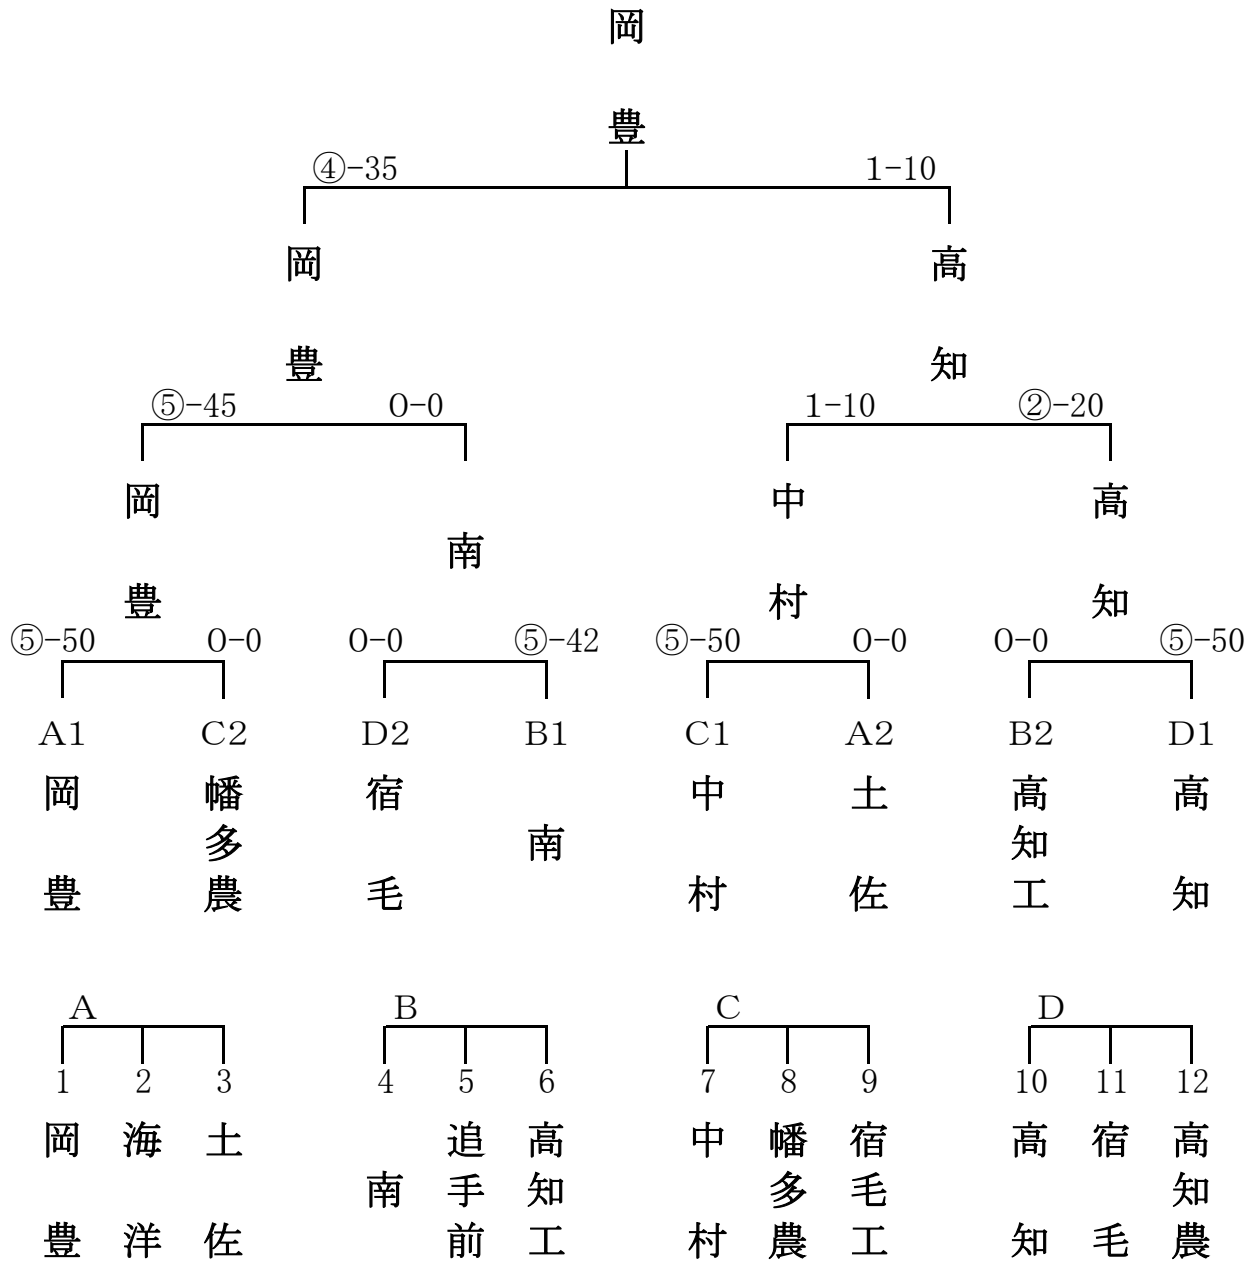 岡豊
④-35 1-10
岡豊 高知
⑤-45 0-0 1-10 ②-20
岡豊 南 中村 高知
⑤-50 0-0 0-0 ⑤-42 ⑤-50 0-0 0-0 ⑤-50
A1 C2 D2 B1 C1 A2 B2 D1
岡豊 幡多農 宿毛 南 中村 土佐 高知工 高知
A B C D
1 2 3 4 5 6 7 8 9 10 11 12
岡豊 海洋 土佐 南 追手前 高知工 中村 幡多農 宿毛工 高知 宿毛 高知農